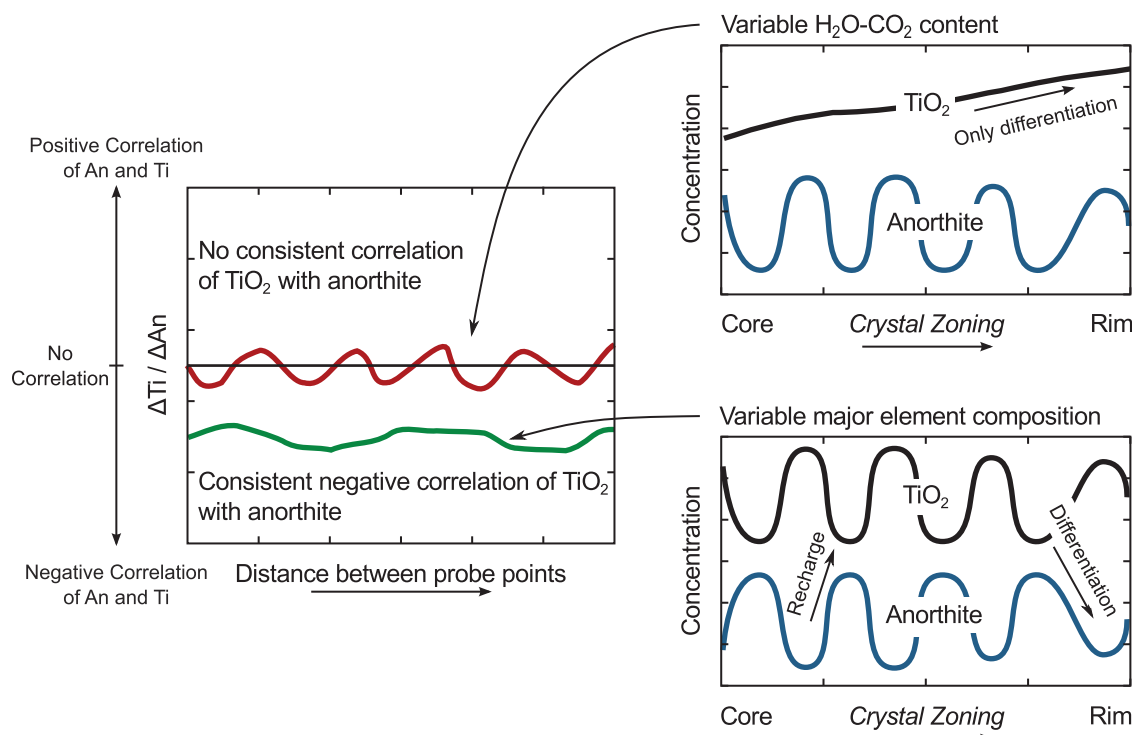 Variable H₂O-CO₂ content
Concentration
TiO₂
Only differentiation
Anorthite
Core
Crystal Zoning
Rim
Positive Correlation
of An and Ti
No
Correlation
Negative Correlation
of An and Ti
ΔTi / ΔAn
No consistent correlation
of TiO₂ with anorthite
Consistent negative correlation of TiO₂
with anorthite
Distance between probe points
Variable major element composition
Concentration
TiO₂
Recharge
Differentiation
Anorthite
Core
Crystal Zoning
Rim